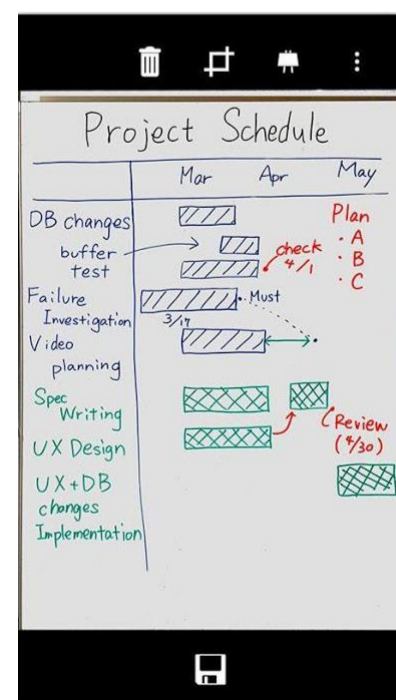 Project Schedule
Mar Apr May
DB changes
Plan
· A
· B
· C
buffer
test
check
4/1
Failure
Investigation
Must
3/17
Video
planning
Spec
Writing
Review
(4/30)
UX Design
UX+DB
changes
Implementation